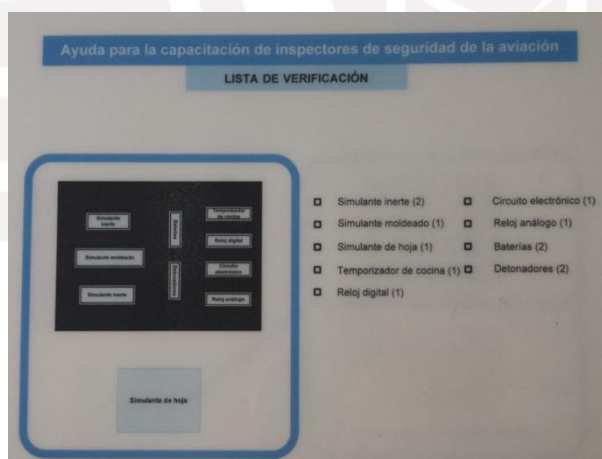 Ayuda para la capacitación de inspectores de seguridad de la aviación
LISTA DE VERIFICACIÓN
Simulante
inerte
Simulante moldeado
Simulante inerte
Baterías
Detonadores
Temporizador
de cocina
Reloj digital
Circuito
electrónico
Reloj análogo
Simulante de hoja
Simulante inerte (2)
Simulante moldeado (1)
Simulante de hoja (1)
Temporizador de cocina (1)
Reloj digital (1)
Circuito electrónico (1)
Reloj análogo (1)
Baterías (2)
Detonadores (2)